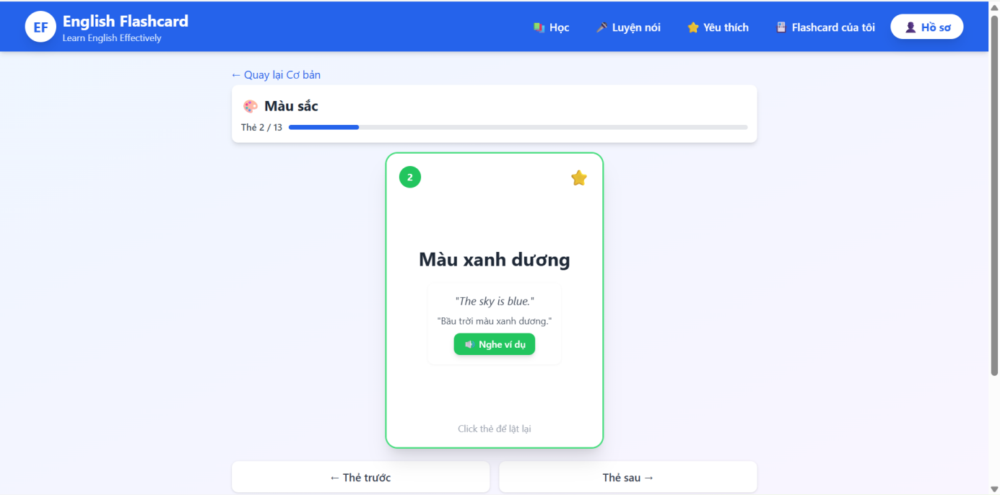 EF
English Flashcard
Learn English Effectively
Học
Luyện nói
Yêu thích
Flashcard của tôi
Hồ sơ
← Quay lại Cơ bản
Màu sắc
Thẻ 2 / 13
2
Màu xanh dương
"The sky is blue."
"Bầu trời màu xanh dương."
Nghe ví dụ
Click thẻ để lật lại
← Thẻ trước
Thẻ sau →